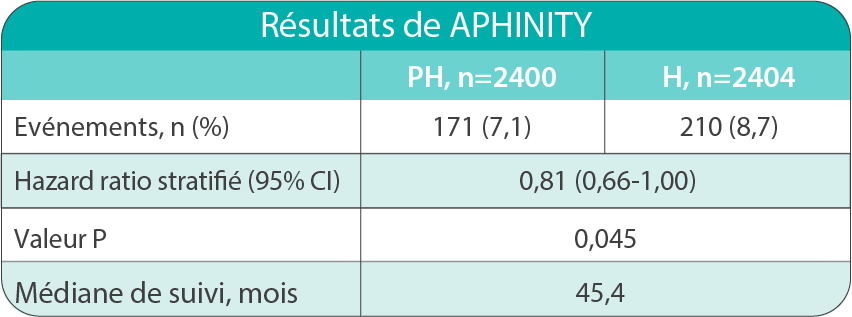 Résultats de APHINITY
PH, n=2400 H, n=2404
Evénements, n (%) 171 (7,1) 210 (8,7)
Hazard ratio stratifié (95% CI) 0,81 (0,66-1,00)
Valeur P 0,045
Médiane de suivi, mois 45,4